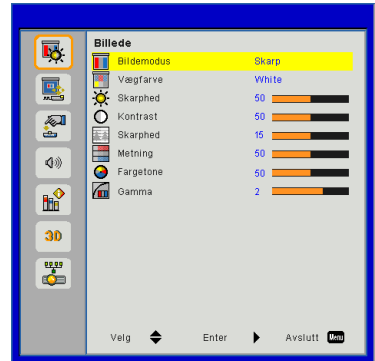 Billede
Bildemodus Skarp
Vægfarve White
Skarphed 50
Kontrast 50
Skarphed 15
Metning 50
Fargetone 50
Gamma 2
3D
Velg Enter Avslutt Menu